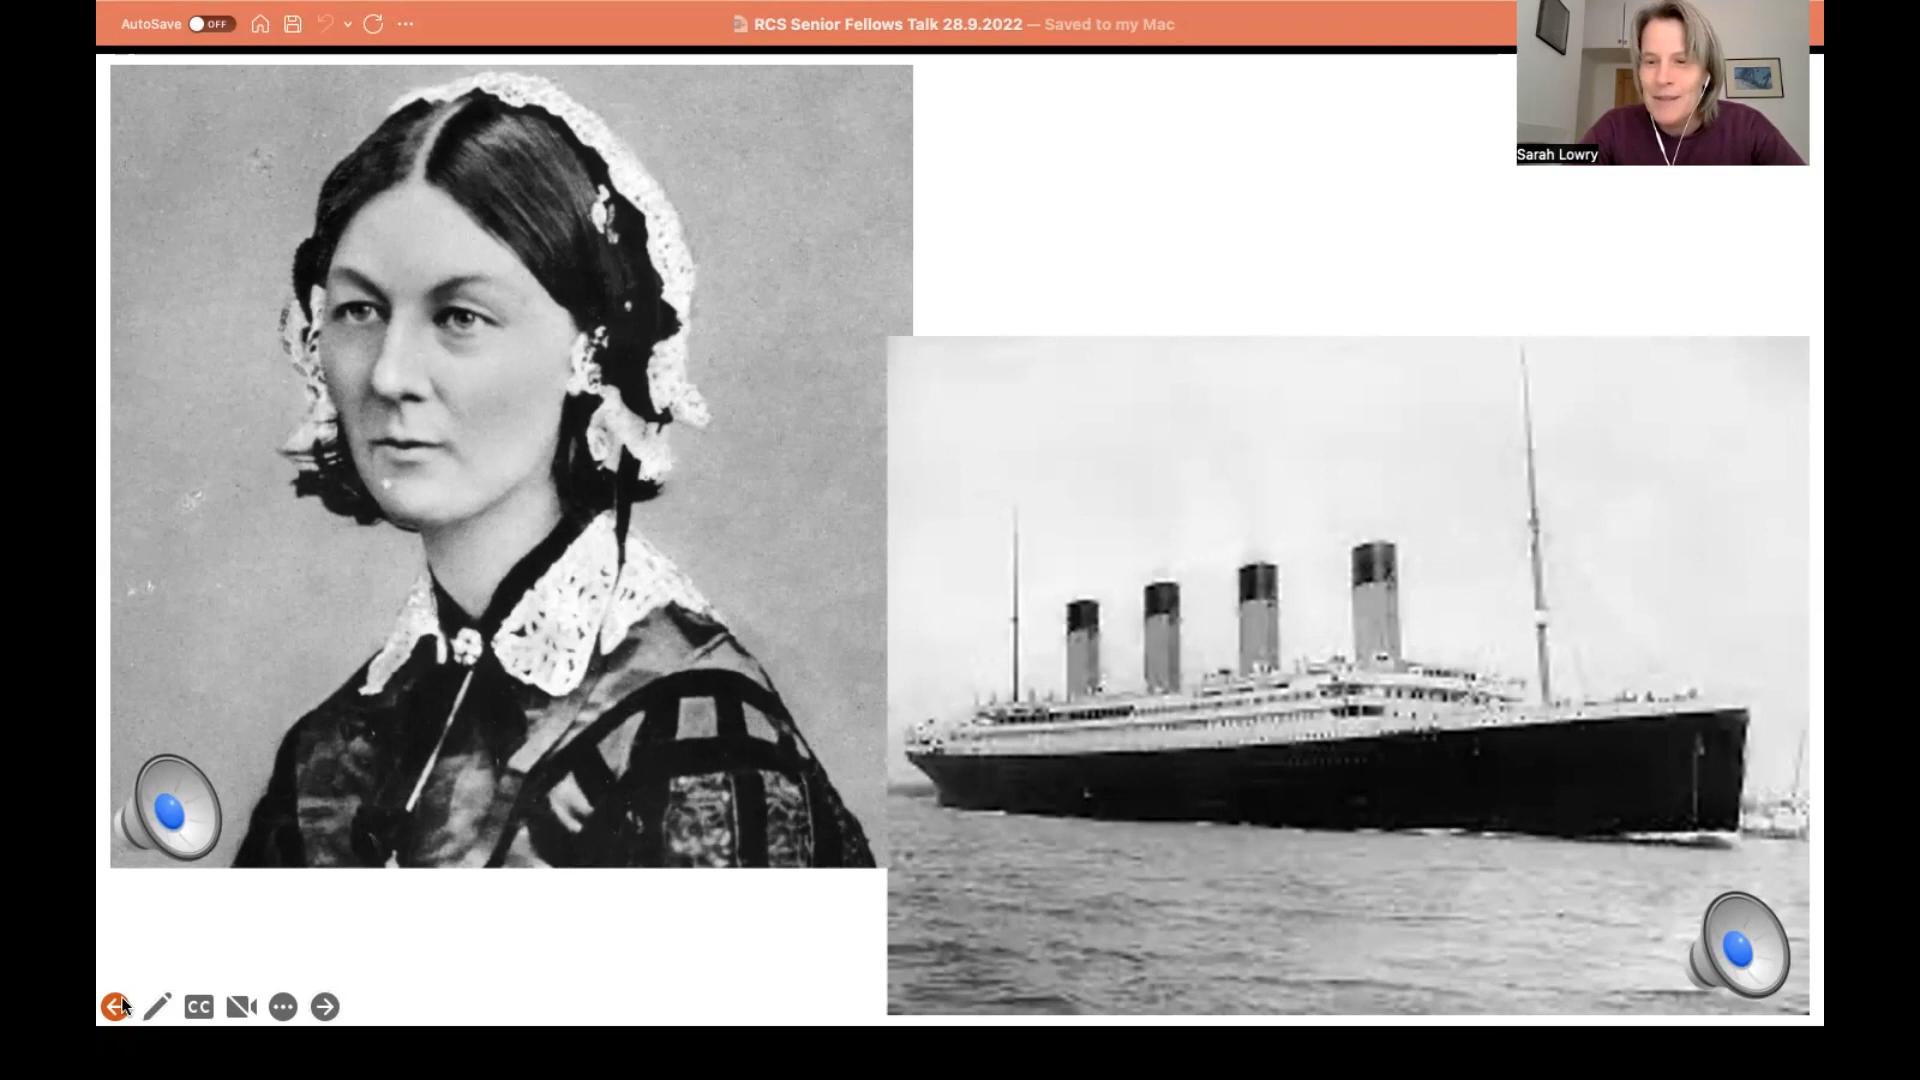 AutoSave OFF
RCS Senior Fellows Talk 28.9.2022 — Saved to my Mac
Sarah Lowry
CC